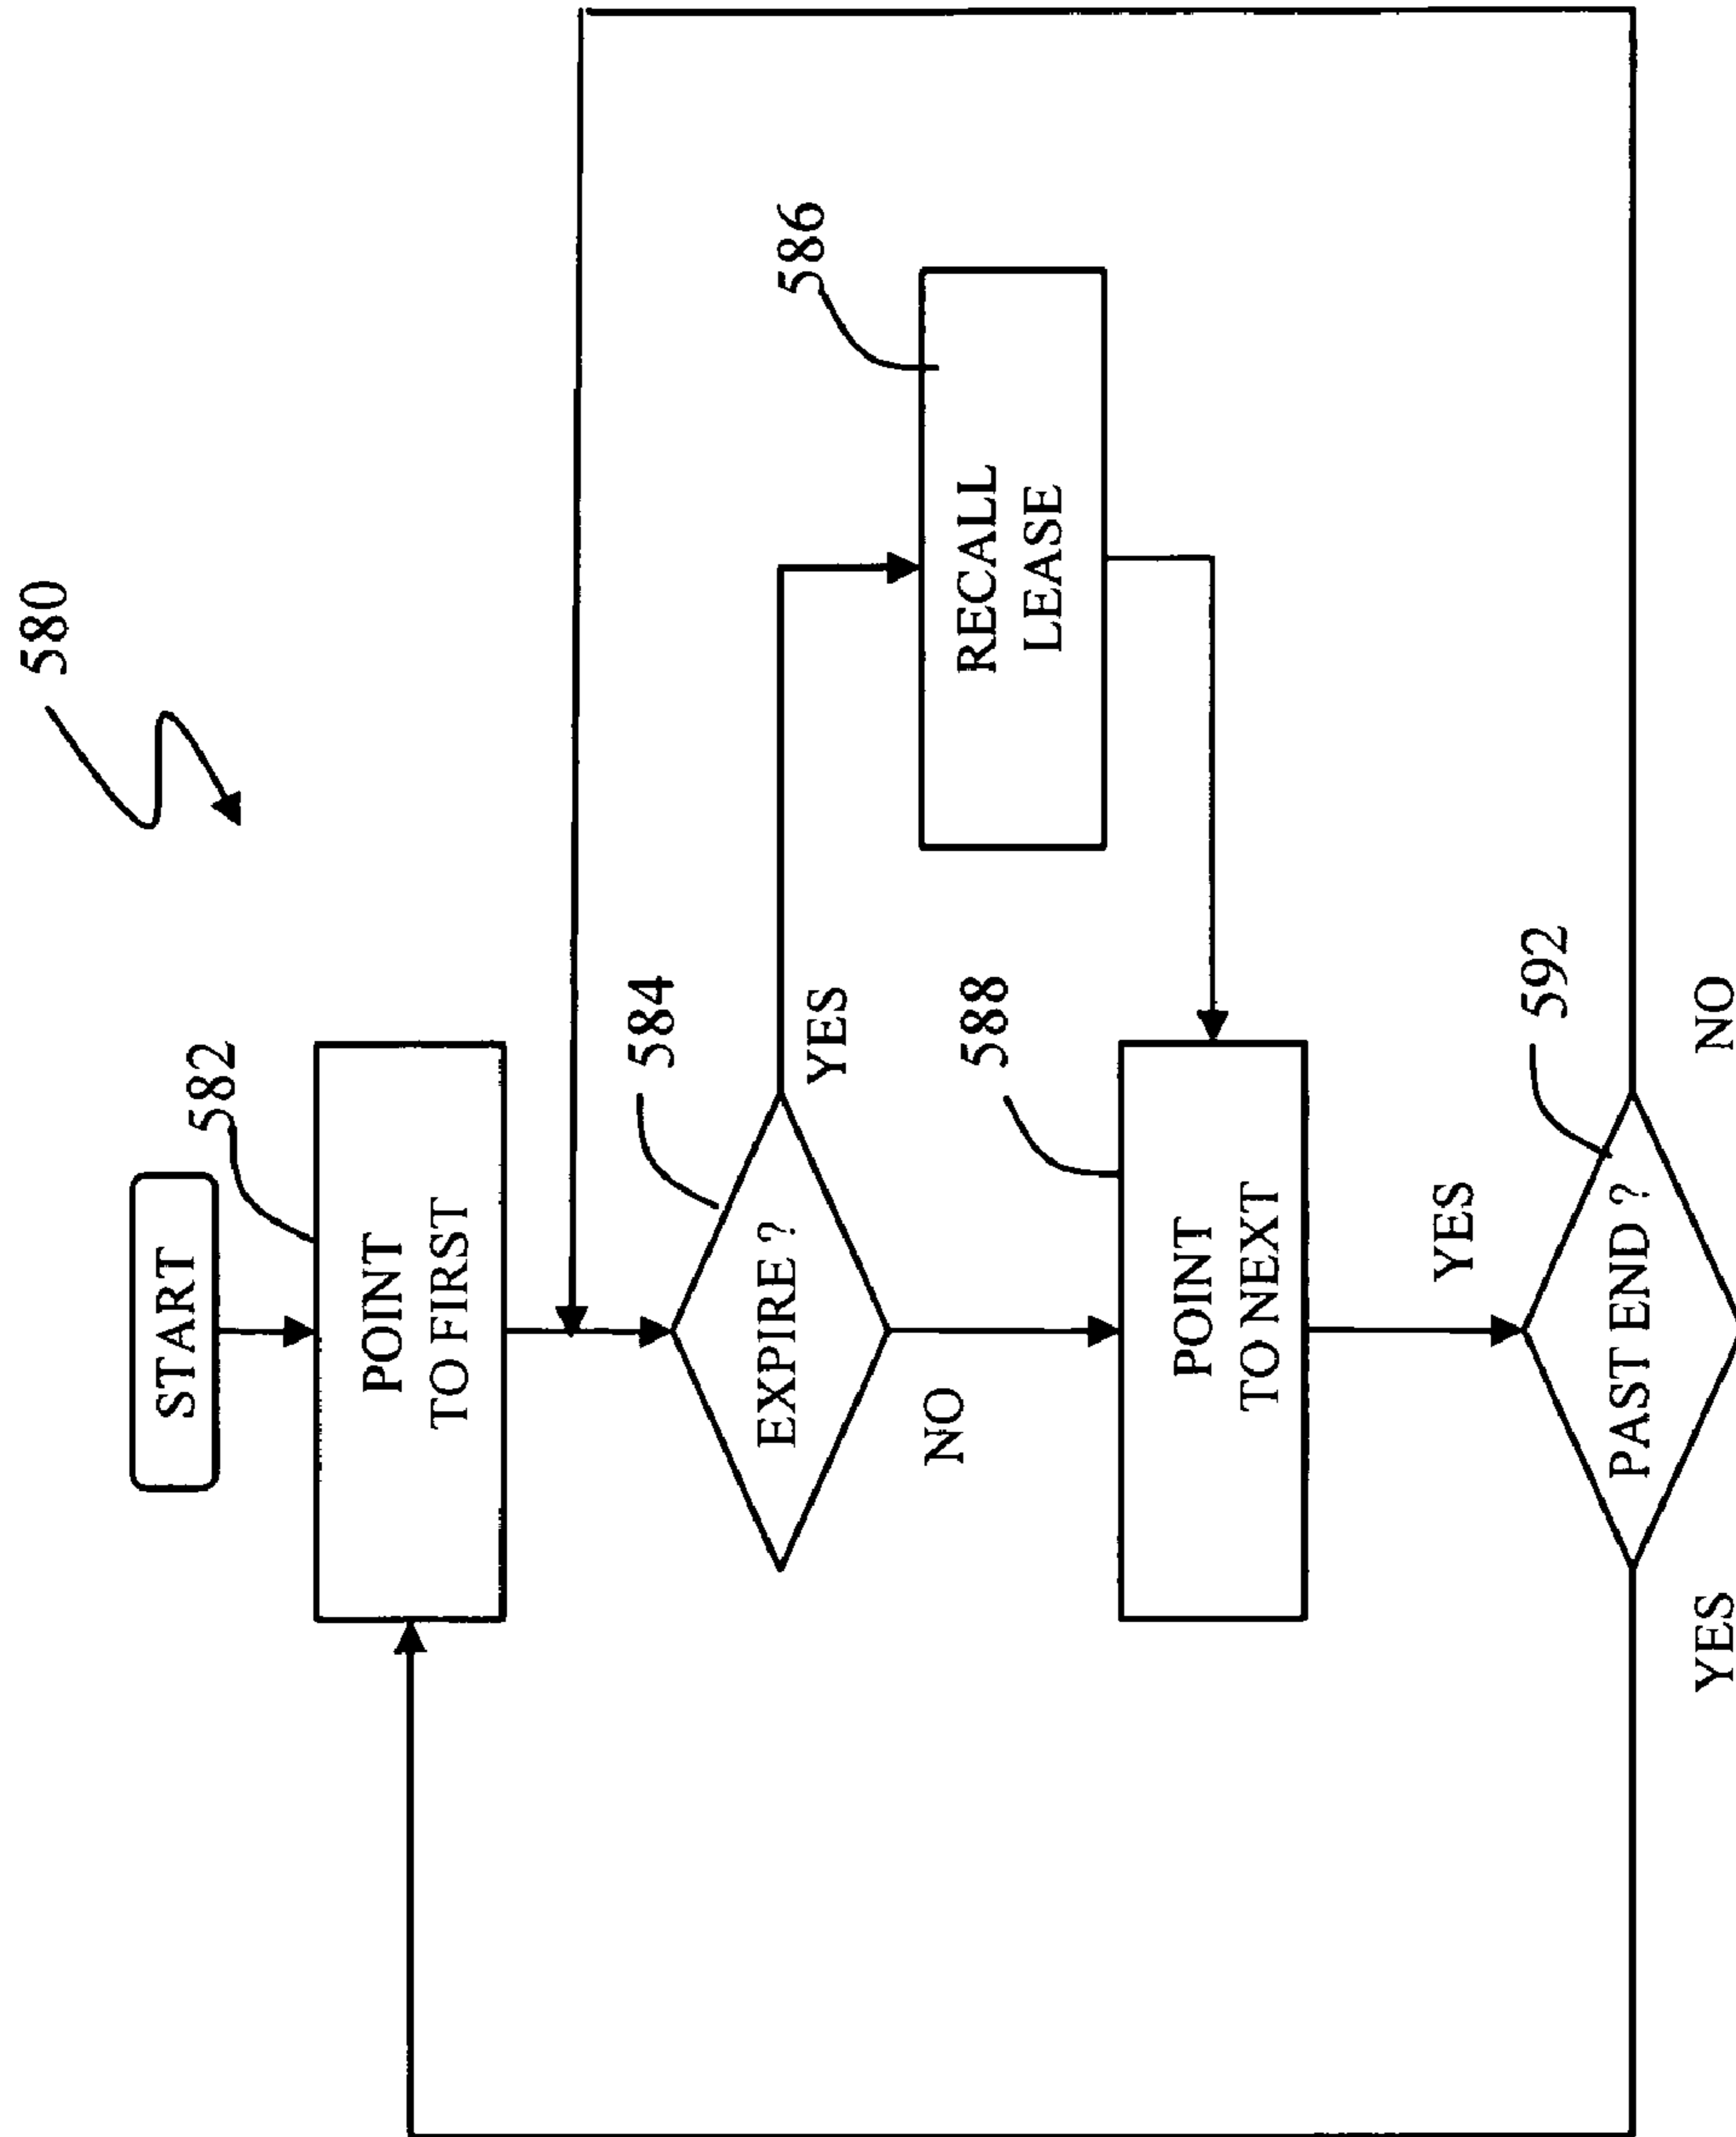 580
START
582
POINT
TO FIRST
584
EXPIRE ?
YES
586
RECALL
LEASE
NO
588
POINT
TO NEXT
YES
592
PAST END ?
YES
NO